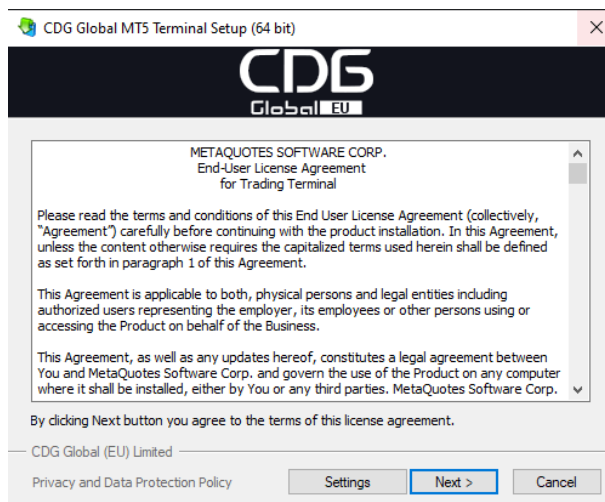 CDG Global MT5 Terminal Setup (64 bit)
CDG
Global EU
METAQUOTES SOFTWARE CORP.
End-User License Agreement
for Trading Terminal
Please read the terms and conditions of this End User License Agreement (collectively,
"Agreement") carefully before continuing with the product installation. In this Agreement,
unless the content otherwise requires the capitalized terms used herein shall be defined
as set forth in paragraph 1 of this Agreement.
This Agreement is applicable to both, physical persons and legal entities including
authorized users representing the employer, its employees or other persons using or
accessing the Product on behalf of the Business.
This Agreement, as well as any updates hereof, constitutes a legal agreement between
You and MetaQuotes Software Corp. and govern the use of the Product on any computer
where it shall be installed, either by You or any third parties. MetaQuotes Software Corp.
By clicking Next button you agree to the terms of this license agreement.
CDG Global (EU) Limited
Privacy and Data Protection Policy
Settings
Next >
Cancel